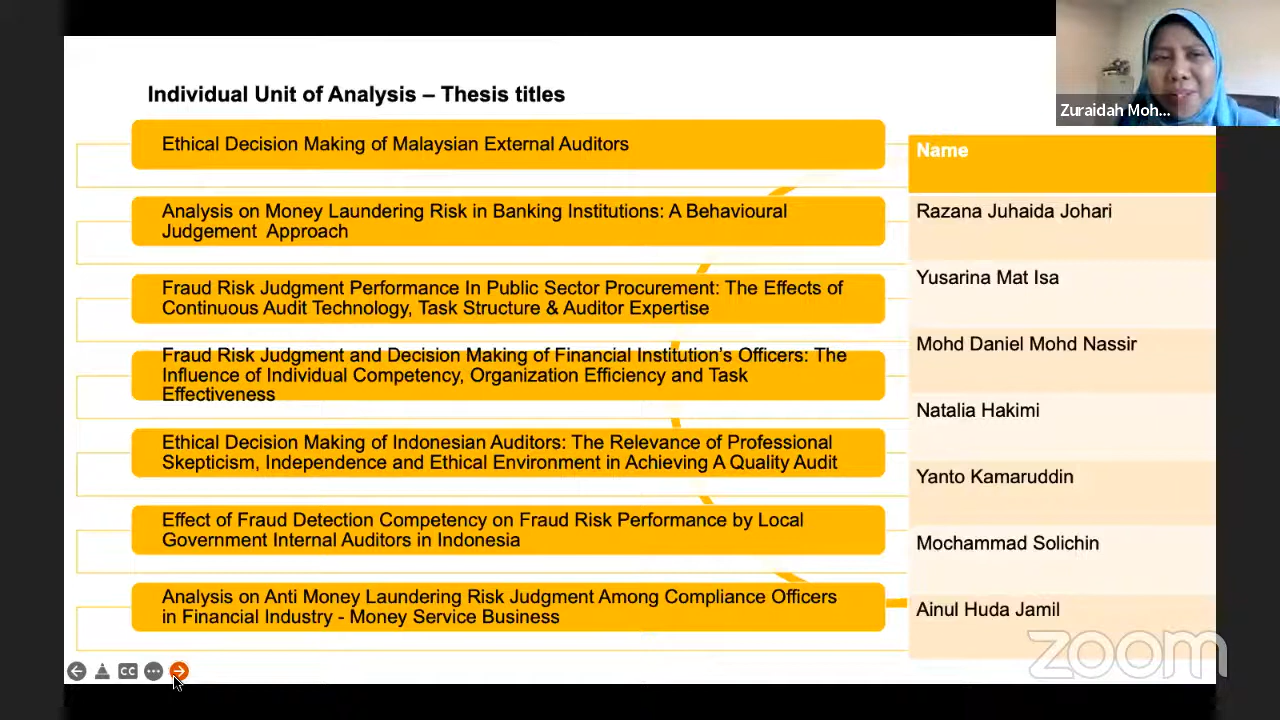 Individual Unit of Analysis – Thesis titles
Ethical Decision Making of Malaysian External Auditors
Analysis on Money Laundering Risk in Banking Institutions: A Behavioural
Judgement Approach
Fraud Risk Judgment Performance In Public Sector Procurement: The Effects of
Continuous Audit Technology, Task Structure & Auditor Expertise
Fraud Risk Judgment and Decision Making of Financial Institution's Officers: The
Influence of Individual Competency, Organization Efficiency and Task
Effectiveness
Ethical Decision Making of Indonesian Auditors: The Relevance of Professional
Skepticism, Independence and Ethical Environment in Achieving A Quality Audit
Effect of Fraud Detection Competency on Fraud Risk Performance by Local
Government Internal Auditors in Indonesia
Analysis on Anti Money Laundering Risk Judgment Among Compliance Officers
in Financial Industry - Money Service Business
Name
Razana Juhaida Johari
Yusarina Mat Isa
Mohd Daniel Mohd Nassir
Natalia Hakimi
Yanto Kamaruddin
Mochammad Solichin
Ainul Huda Jamil
Zuraidah Moh...
CC
zoom